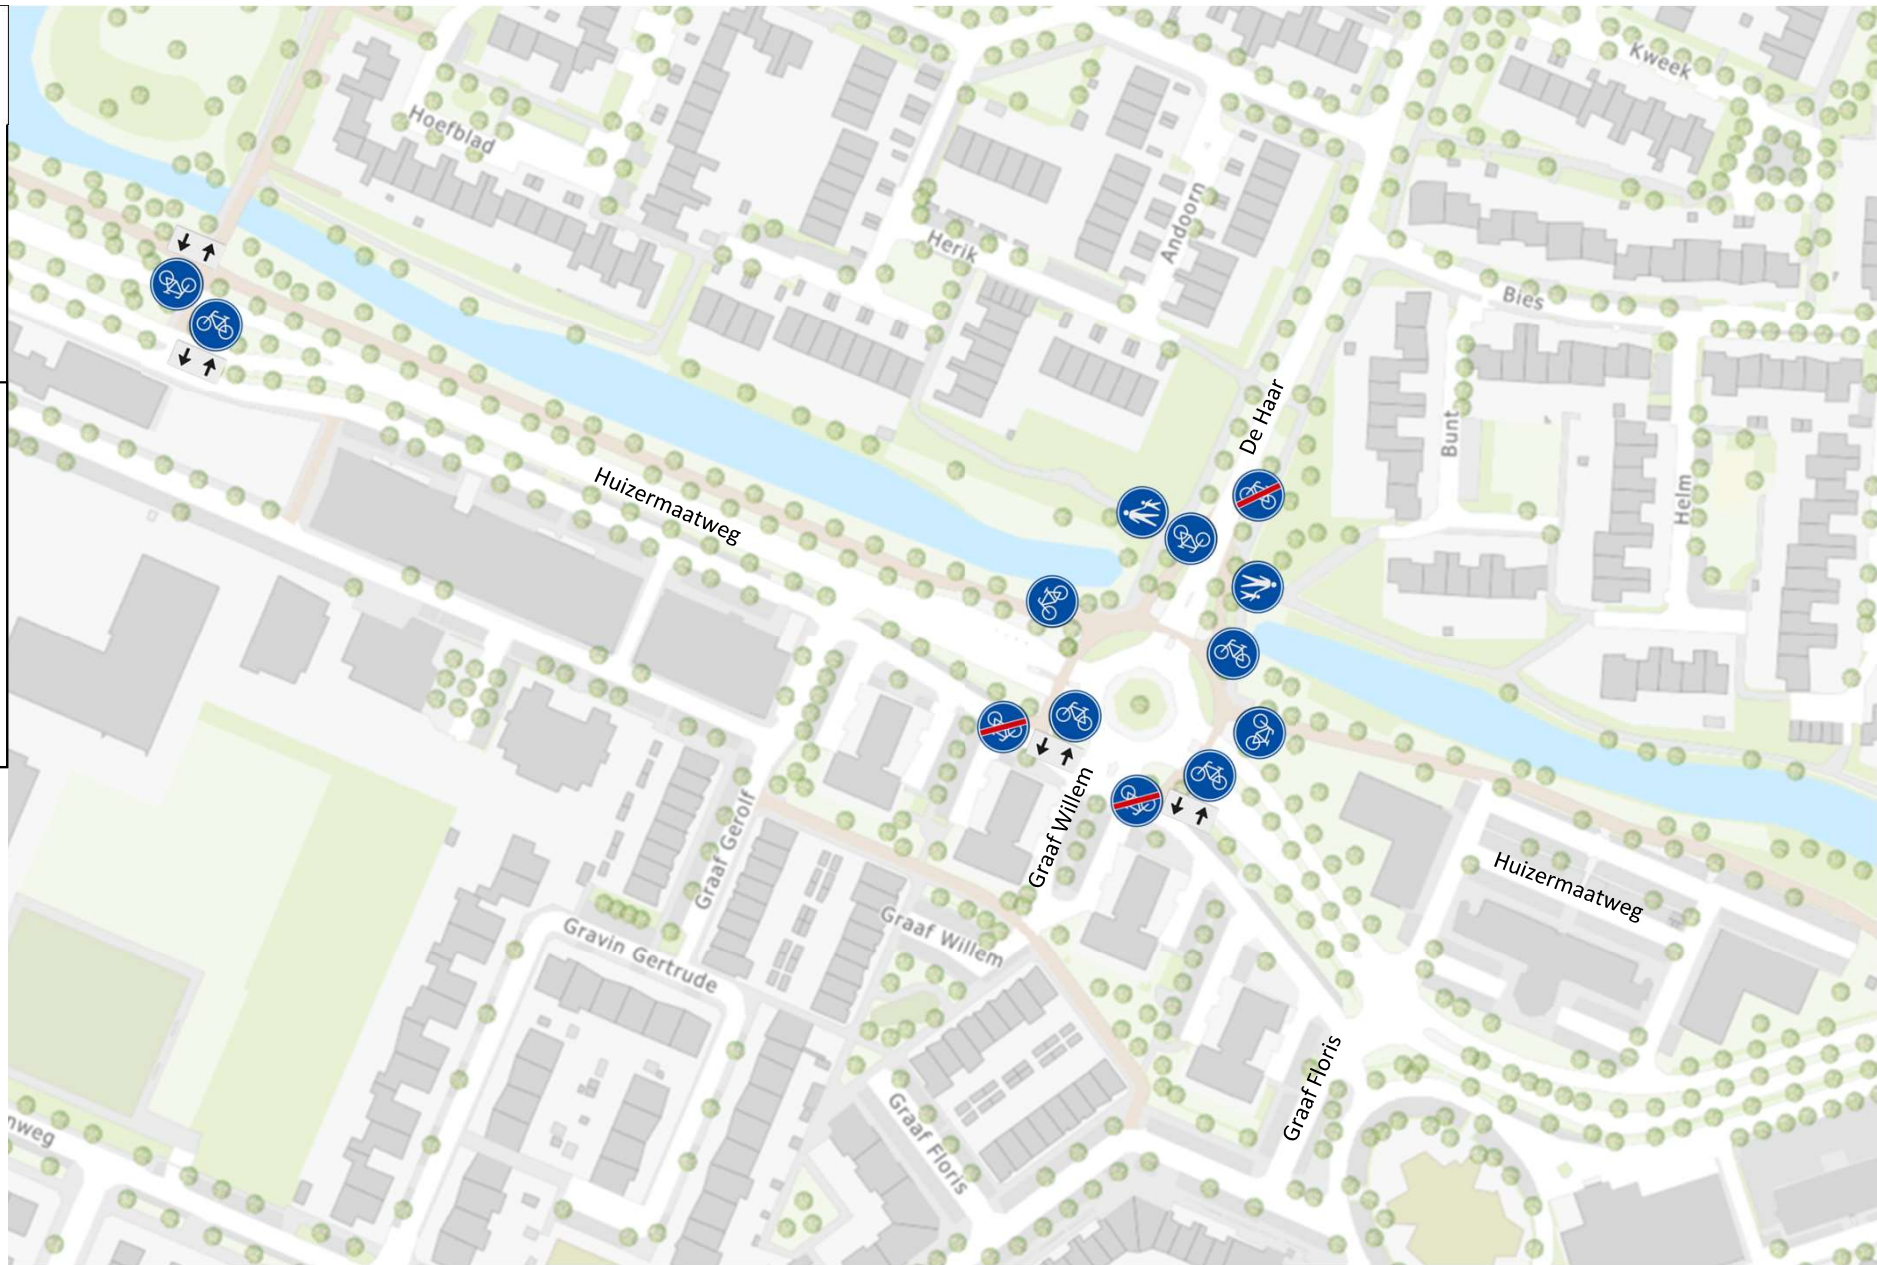 Kweek
Hoefblad
Andoorn
Herik
Bies
De Haar
Bunt
Helm
Huizermaatweg
Graaf Willem
Graaf Gerolf
Huizermaatweg
Graaf Willem
Gravin Gertrude
Graaf Floris
Graaf Floris
nweg